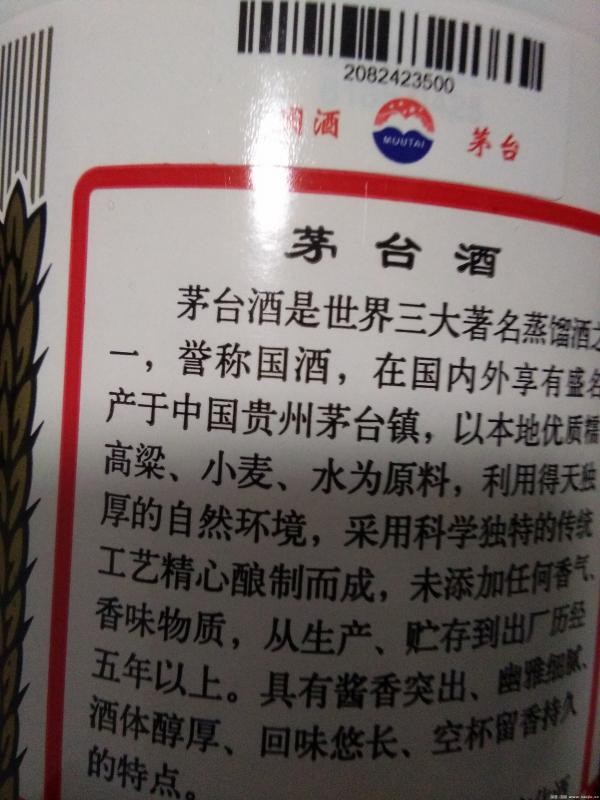 2082423500
国酒 MOUTAI 茅台
茅台酒
茅台酒是世界三大著名蒸馏酒之
一，誉称国酒，在国内外享有盛名
产于中国贵州茅台镇，以本地优质糯
高粱、小麦、水为原料，利用得天独
厚的自然环境，采用科学独特的传统
工艺精心酿制而成，未添加任何香气、
香味物质，从生产、贮存到出厂历经
五年以上。具有酱香突出、幽雅细腻、
酒体醇厚、回味悠长、空杯留香持久
的特点。